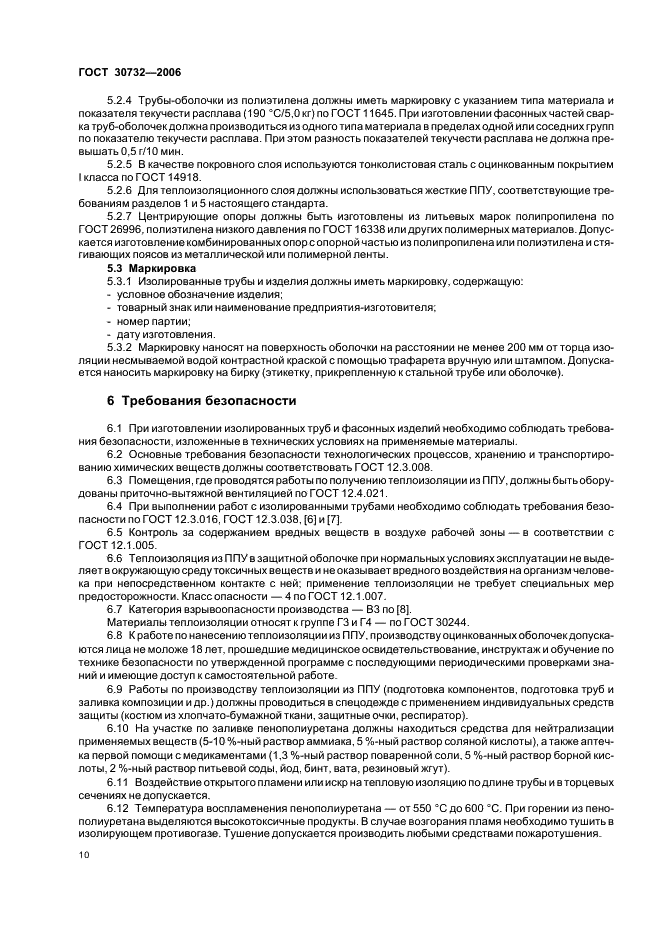 ГОСТ 30732—2006
5.2.4 Трубы-оболочки из полиэтилена должны иметь маркировку с указанием типа материала и
показателя текучести расплава (190 °С/5,0 кг) по ГОСТ 11645. При изготовлении фасонных частей свар-
ка труб-оболочек должна производиться из одного типа материала в пределах одной или соседних групп
по показателю текучести расплава. При этом разность показателей текучести расплава не должна пре-
вышать 0,5 г/10 мин.
5.2.5 В качестве покровного слоя используются тонколистовая сталь с оцинкованным покрытием
I класса по ГОСТ 14918.
5.2.6 Для теплоизоляционного слоя должны использоваться жесткие ППУ, соответствующие тре-
бованиям разделов 1 и 5 настоящего стандарта.
5.2.7 Центрирующие опоры должны быть изготовлены из литьевых марок полипропилена по
ГОСТ 26996, полиэтилена низкого давления по ГОСТ 16338 или других полимерных материалов. Допус-
кается изготовление комбинированных опор с опорной частью из полипропилена или полиэтилена и стя-
гивающих поясов из металлической или полимерной ленты.
5.3 Маркировка
5.3.1 Изолированные трубы и изделия должны иметь маркировку, содержащую:
- условное обозначение изделия;
- товарный знак или наименование предприятия-изготовителя;
- номер партии;
- дату изготовления.
5.3.2 Маркировку наносят на поверхность оболочки на расстоянии не менее 200 мм от торца изо-
ляции несмываемой водой контрастной краской с помощью трафарета вручную или штампом. Допуска-
ется наносить маркировку на бирку (этикетку, прикрепленную к стальной трубе или оболочке).
6 Требования безопасности
6.1 При изготовлении изолированных труб и фасонных изделий необходимо соблюдать требова-
ния безопасности, изложенные в технических условиях на применяемые материалы.
6.2 Основные требования безопасности технологических процессов, хранению и транспортиро-
ванию химических веществ должны соответствовать ГОСТ 12.3.008.
6.3 Помещения, где проводятся работы по получению теплоизоляции из ППУ, должны быть обору-
дованы приточно-вытяжной вентиляцией по ГОСТ 12.4.021.
6.4 При выполнении работ с изолированными трубами необходимо соблюдать требования безо-
пасности по ГОСТ 12.3.016, ГОСТ 12.3.038, [6] и [7].
6.5 Контроль за содержанием вредных веществ в воздухе рабочей зоны — в соответствии с
ГОСТ 12.1.005.
6.6 Теплоизоляция из ППУ в защитной оболочке при нормальных условиях эксплуатации не выде-
ляет в окружающую среду токсичных веществ и не оказывает вредного воздействия на организм челове-
ка при непосредственном контакте с ней; применение теплоизоляции не требует специальных мер
предосторожности. Класс опасности — 4 по ГОСТ 12.1.007.
6.7 Категория взрывоопасности производства — В3 по [8].
Материалы теплоизоляции относят к группе Г3 и Г4 — по ГОСТ 30244.
6.8 К работе по нанесению теплоизоляции из ППУ, производству оцинкованных оболочек допуска-
ются лица не моложе 18 лет, прошедшие медицинское освидетельствование, инструктаж и обучение по
технике безопасности по утвержденной программе с последующими периодическими проверками зна-
ний и имеющие доступ к самостоятельной работе.
6.9 Работы по производству теплоизоляции из ППУ (подготовка компонентов, подготовка труб и
заливка композиции и др.) должны проводиться в спецодежде с применением индивидуальных средств
защиты (костюм из хлопчато-бумажной ткани, защитные очки, респиратор).
6.10 На участке по заливке пенополиуретана должны находиться средства для нейтрализации
применяемых веществ (5-10 %-ный раствор аммиака, 5 %-ный раствор соляной кислоты), а также аптеч-
ка первой помощи с медикаментами (1,3 %-ный раствор поваренной соли, 5 %-ный раствор борной кис-
лоты, 2 %-ный раствор питьевой соды, йод, бинт, вата, резиновый жгут).
6.11 Воздействие открытого пламени или искр на тепловую изоляцию по длине трубы и в торцевых
сечениях не допускается.
6.12 Температура воспламенения пенополиуретана — от 550 °С до 600 °С. При горении из пено-
полиуретана выделяются высокотоксичные продукты. В случае возгорания пламя необходимо тушить в
изолирующем противогазе. Тушение допускается производить любыми средствами пожаротушения.
10